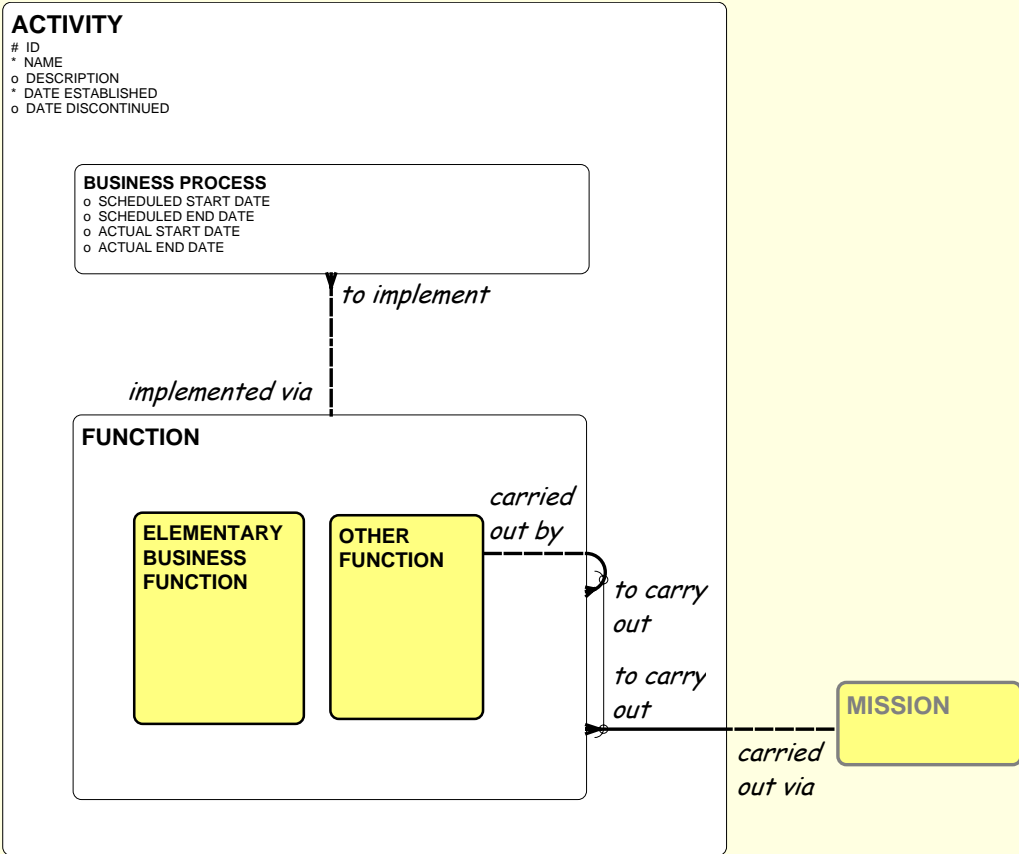 ACTIVITY
# ID
* NAME
o DESCRIPTION
* DATE ESTABLISHED
o DATE DISCONTINUED
BUSINESS PROCESS
o SCHEDULED START DATE
o SCHEDULED END DATE
o ACTUAL START DATE
o ACTUAL END DATE
to implement
implemented via
FUNCTION
ELEMENTARY
BUSINESS
FUNCTION
OTHER
FUNCTION
carried
out by
to carry
out
to carry
out
MISSION
carried
out via